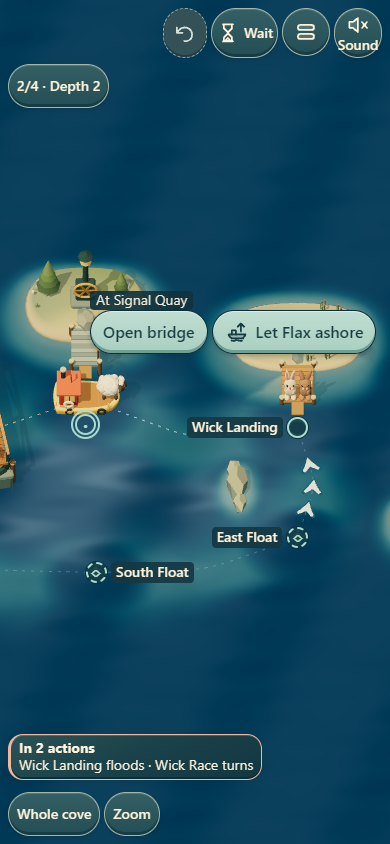 Wait
Sound
2/4 · Depth 2
At Signal Quay
Open bridge
Let Flax ashore
Wick Landing
East Float
South Float
In 2 actions
Wick Landing floods · Wick Race turns
Whole cove
Zoom